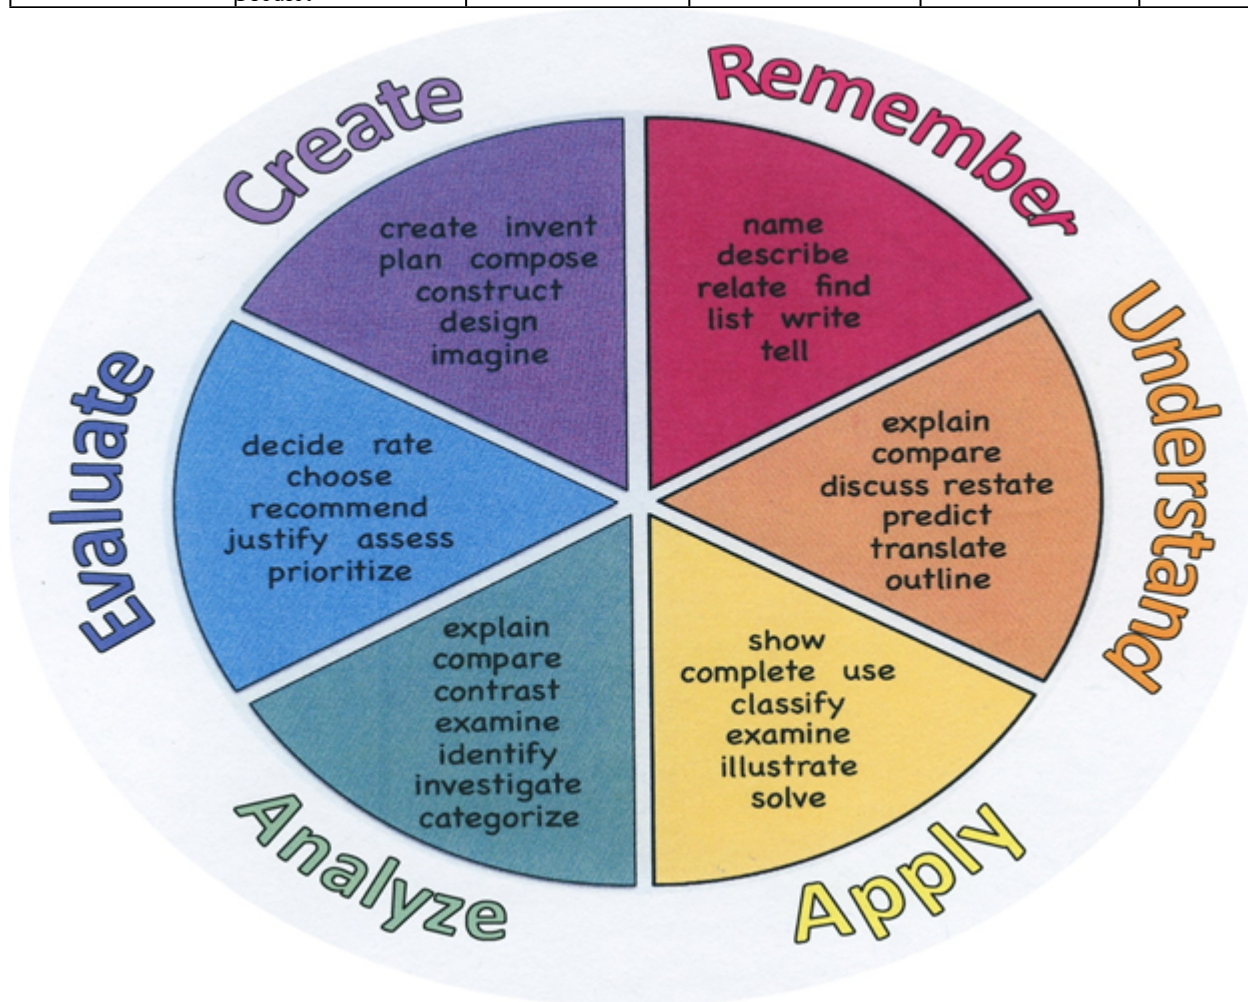 Remember
name
describe
relate find
list write
tell
Understand
explain
compare
discuss restate
predict
translate
outline
Apply
show
complete use
classify
examine
illustrate
solve
Analyze
explain
compare
contrast
examine
identify
investigate
categorize
Evaluate
decide rate
choose
recommend
justify assess
prioritize
Create
create invent
plan compose
construct
design
imagine